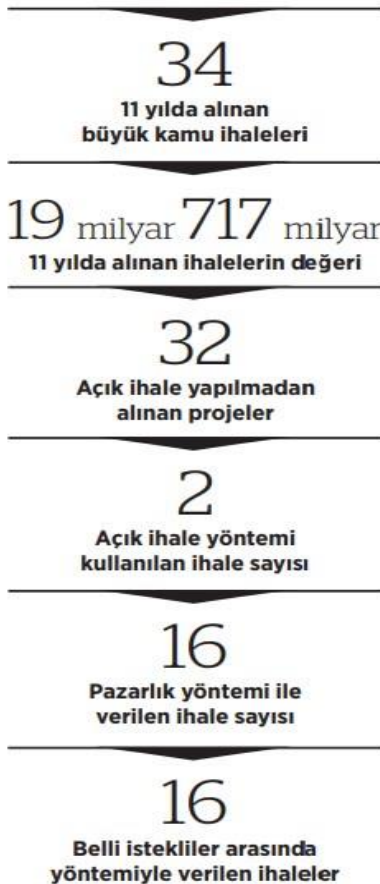 34
11 yılda alınan
büyük kamu ihaleleri
19 milyar 717 milyar
11 yılda alınan ihalelerin değeri
32
Açık ihale yapılmadan
alınan projeler
2
Açık ihale yöntemi
kullanılan ihale sayısı
16
Pazarlık yöntemi ile
verilen ihale sayısı
16
Belli istekliler arasında
yöntemiyle verilen ihaleler